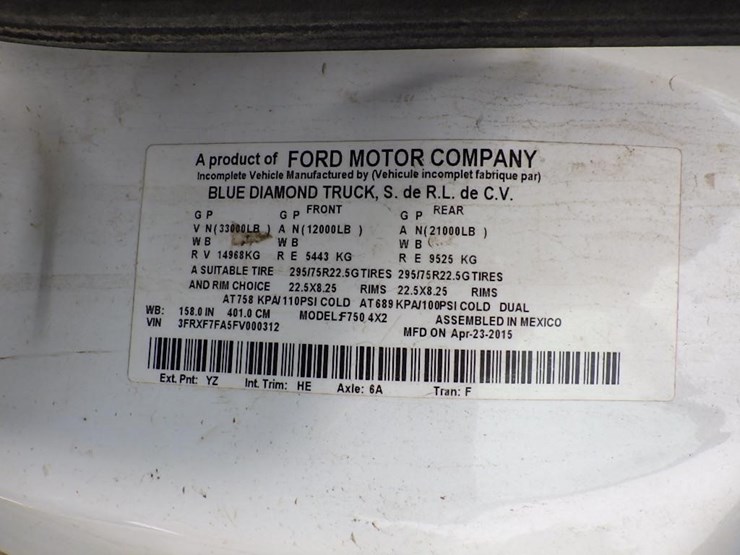 A product of FORD MOTOR COMPANY
Incomplete Vehicle Manufactured by (Vehicule incomplet fabrique par)
BLUE DIAMOND TRUCK, S. de R.L. de C.V.
FRONT REAR
G P G P G P
V N(33000LB ) A N(12000LB ) A N(21000LB )
W B W B W B
R V 14968KG R E 5443 KG R E 9525 KG
A SUITABLE TIRE 295/75R22.5G TIRES 295/75R22.5G TIRES
AND RIM CHOICE 22.5X8.25 RIMS 22.5X8.25 RIMS
AT 758 KPA/110PSI COLD AT 689 KPA/100PSI COLD DUAL
WB: 158.0 IN 401.0 CM MODEL:F750 4X2 ASSEMBLED IN MEXICO
VIN 3FRXF7FA5FV000312 MFD ON Apr-23-2015
Ext. Pnt: YZ Int. Trim: HE Axle: 6A Tran: F